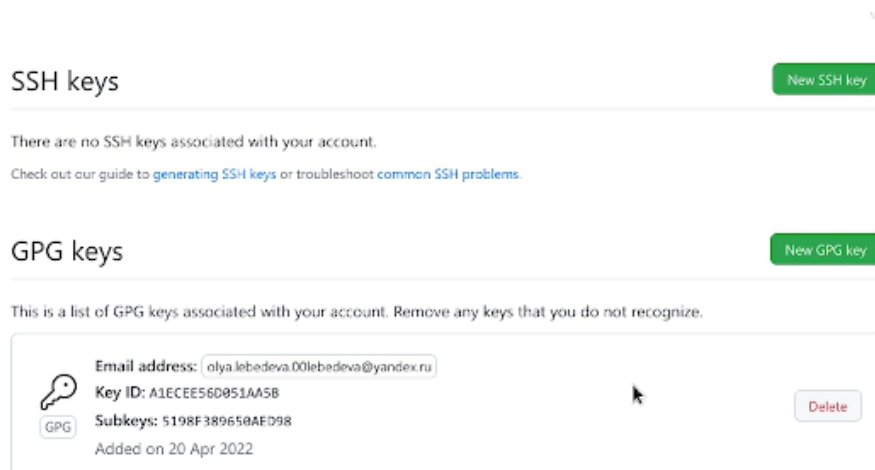 SSH keys
New SSH key
There are no SSH keys associated with your account.
Check out our guide to generating SSH keys or troubleshoot common SSH problems.
GPG keys
New GPG key
This is a list of GPG keys associated with your account. Remove any keys that you do not recognize.
Email address: olya.lebedeva.00lebedeva@yandex.ru
Key ID: A1ECEE56D051AA5B
GPG
Subkeys: 5198F389650AED98
Delete
Added on 20 Apr 2022